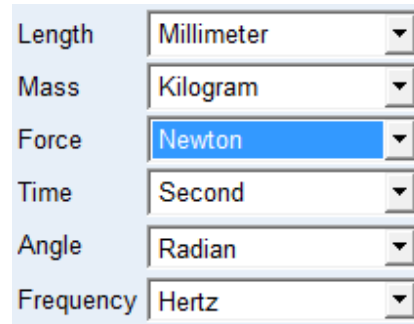 Length Millimeter
Mass Kilogram
Force Newton
Time Second
Angle Radian
Frequency Hertz